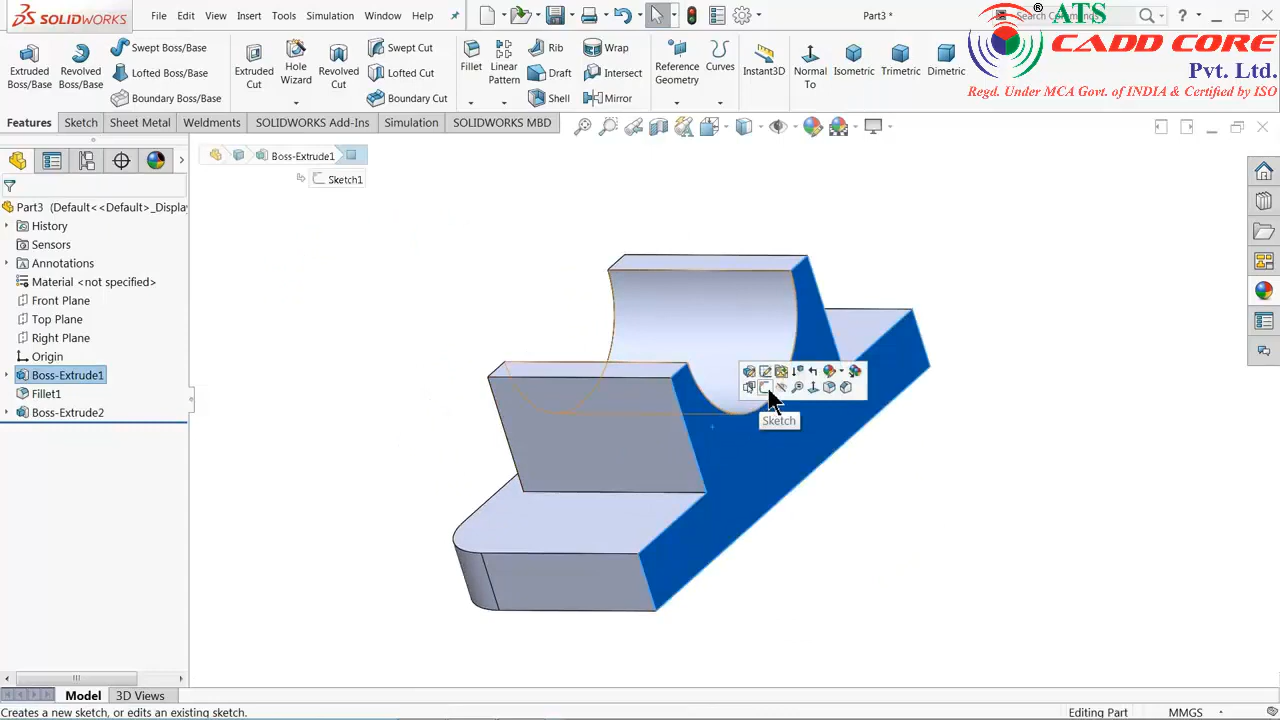 SOLIDWORKS
File Edit View Insert Tools Simulation Window Help
Part3 *
Search Commands
?
® ATS
CADD CORE
Pvt. Ltd.
Regd. Under MCA Govt. of INDIA & Certified by ISO
Extruded Boss/Base
Revolved Boss/Base
Swept Boss/Base
Lofted Boss/Base
Boundary Boss/Base
Extruded Cut
Hole Wizard
Revolved Cut
Swept Cut
Lofted Cut
Boundary Cut
Fillet
Linear Pattern
Rib
Draft
Shell
Wrap
Intersect
Mirror
Reference Geometry
Curves
Instant3D
Normal To
Isometric
Trimetric
Dimetric
Features Sketch Sheet Metal Weldments SOLIDWORKS Add-Ins Simulation SOLIDWORKS MBD
Boss-Extrude1
Sketch1
Part3 (Default<<Default>_Displa
History
Sensors
Annotations
Material <not specified>
Front Plane
Top Plane
Right Plane
Origin
Boss-Extrude1
Fillet1
Boss-Extrude2
Sketch
Model 3D Views
Creates a new sketch, or edits an existing sketch.
Editing Part MMGS